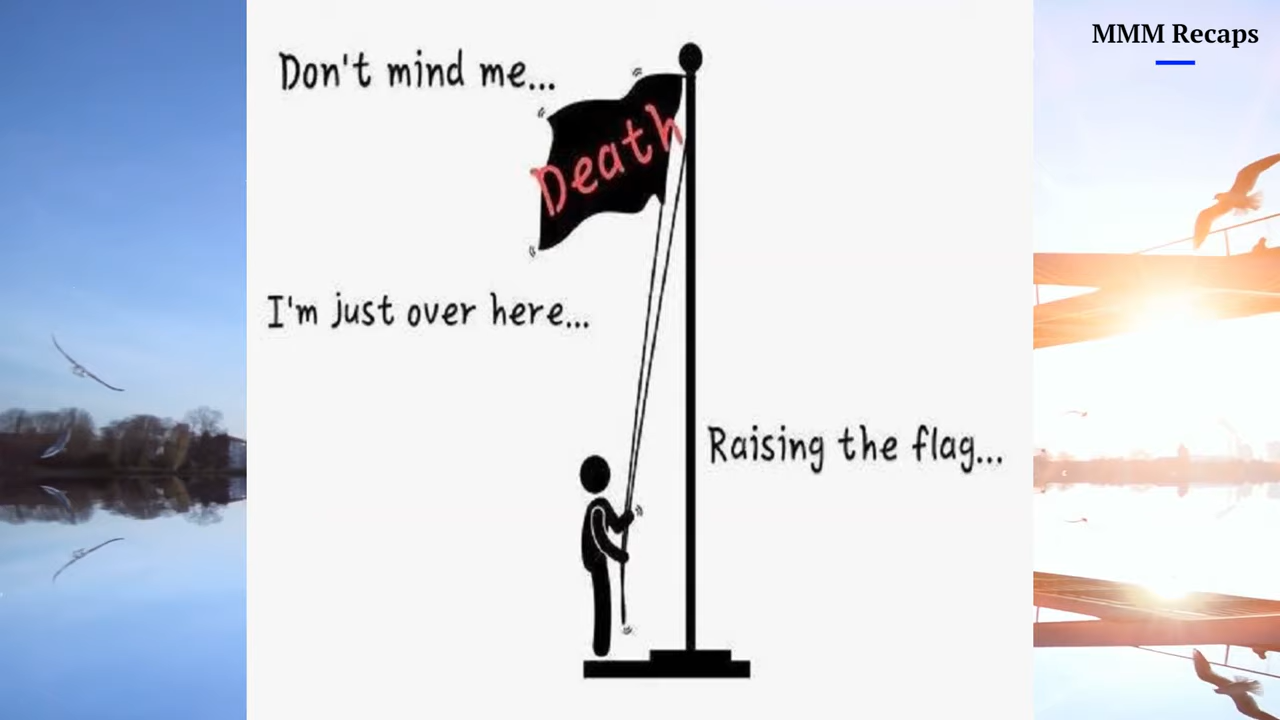 MMM Recaps
Don't mind me...
Death
I'm just over here...
Raising the flag...